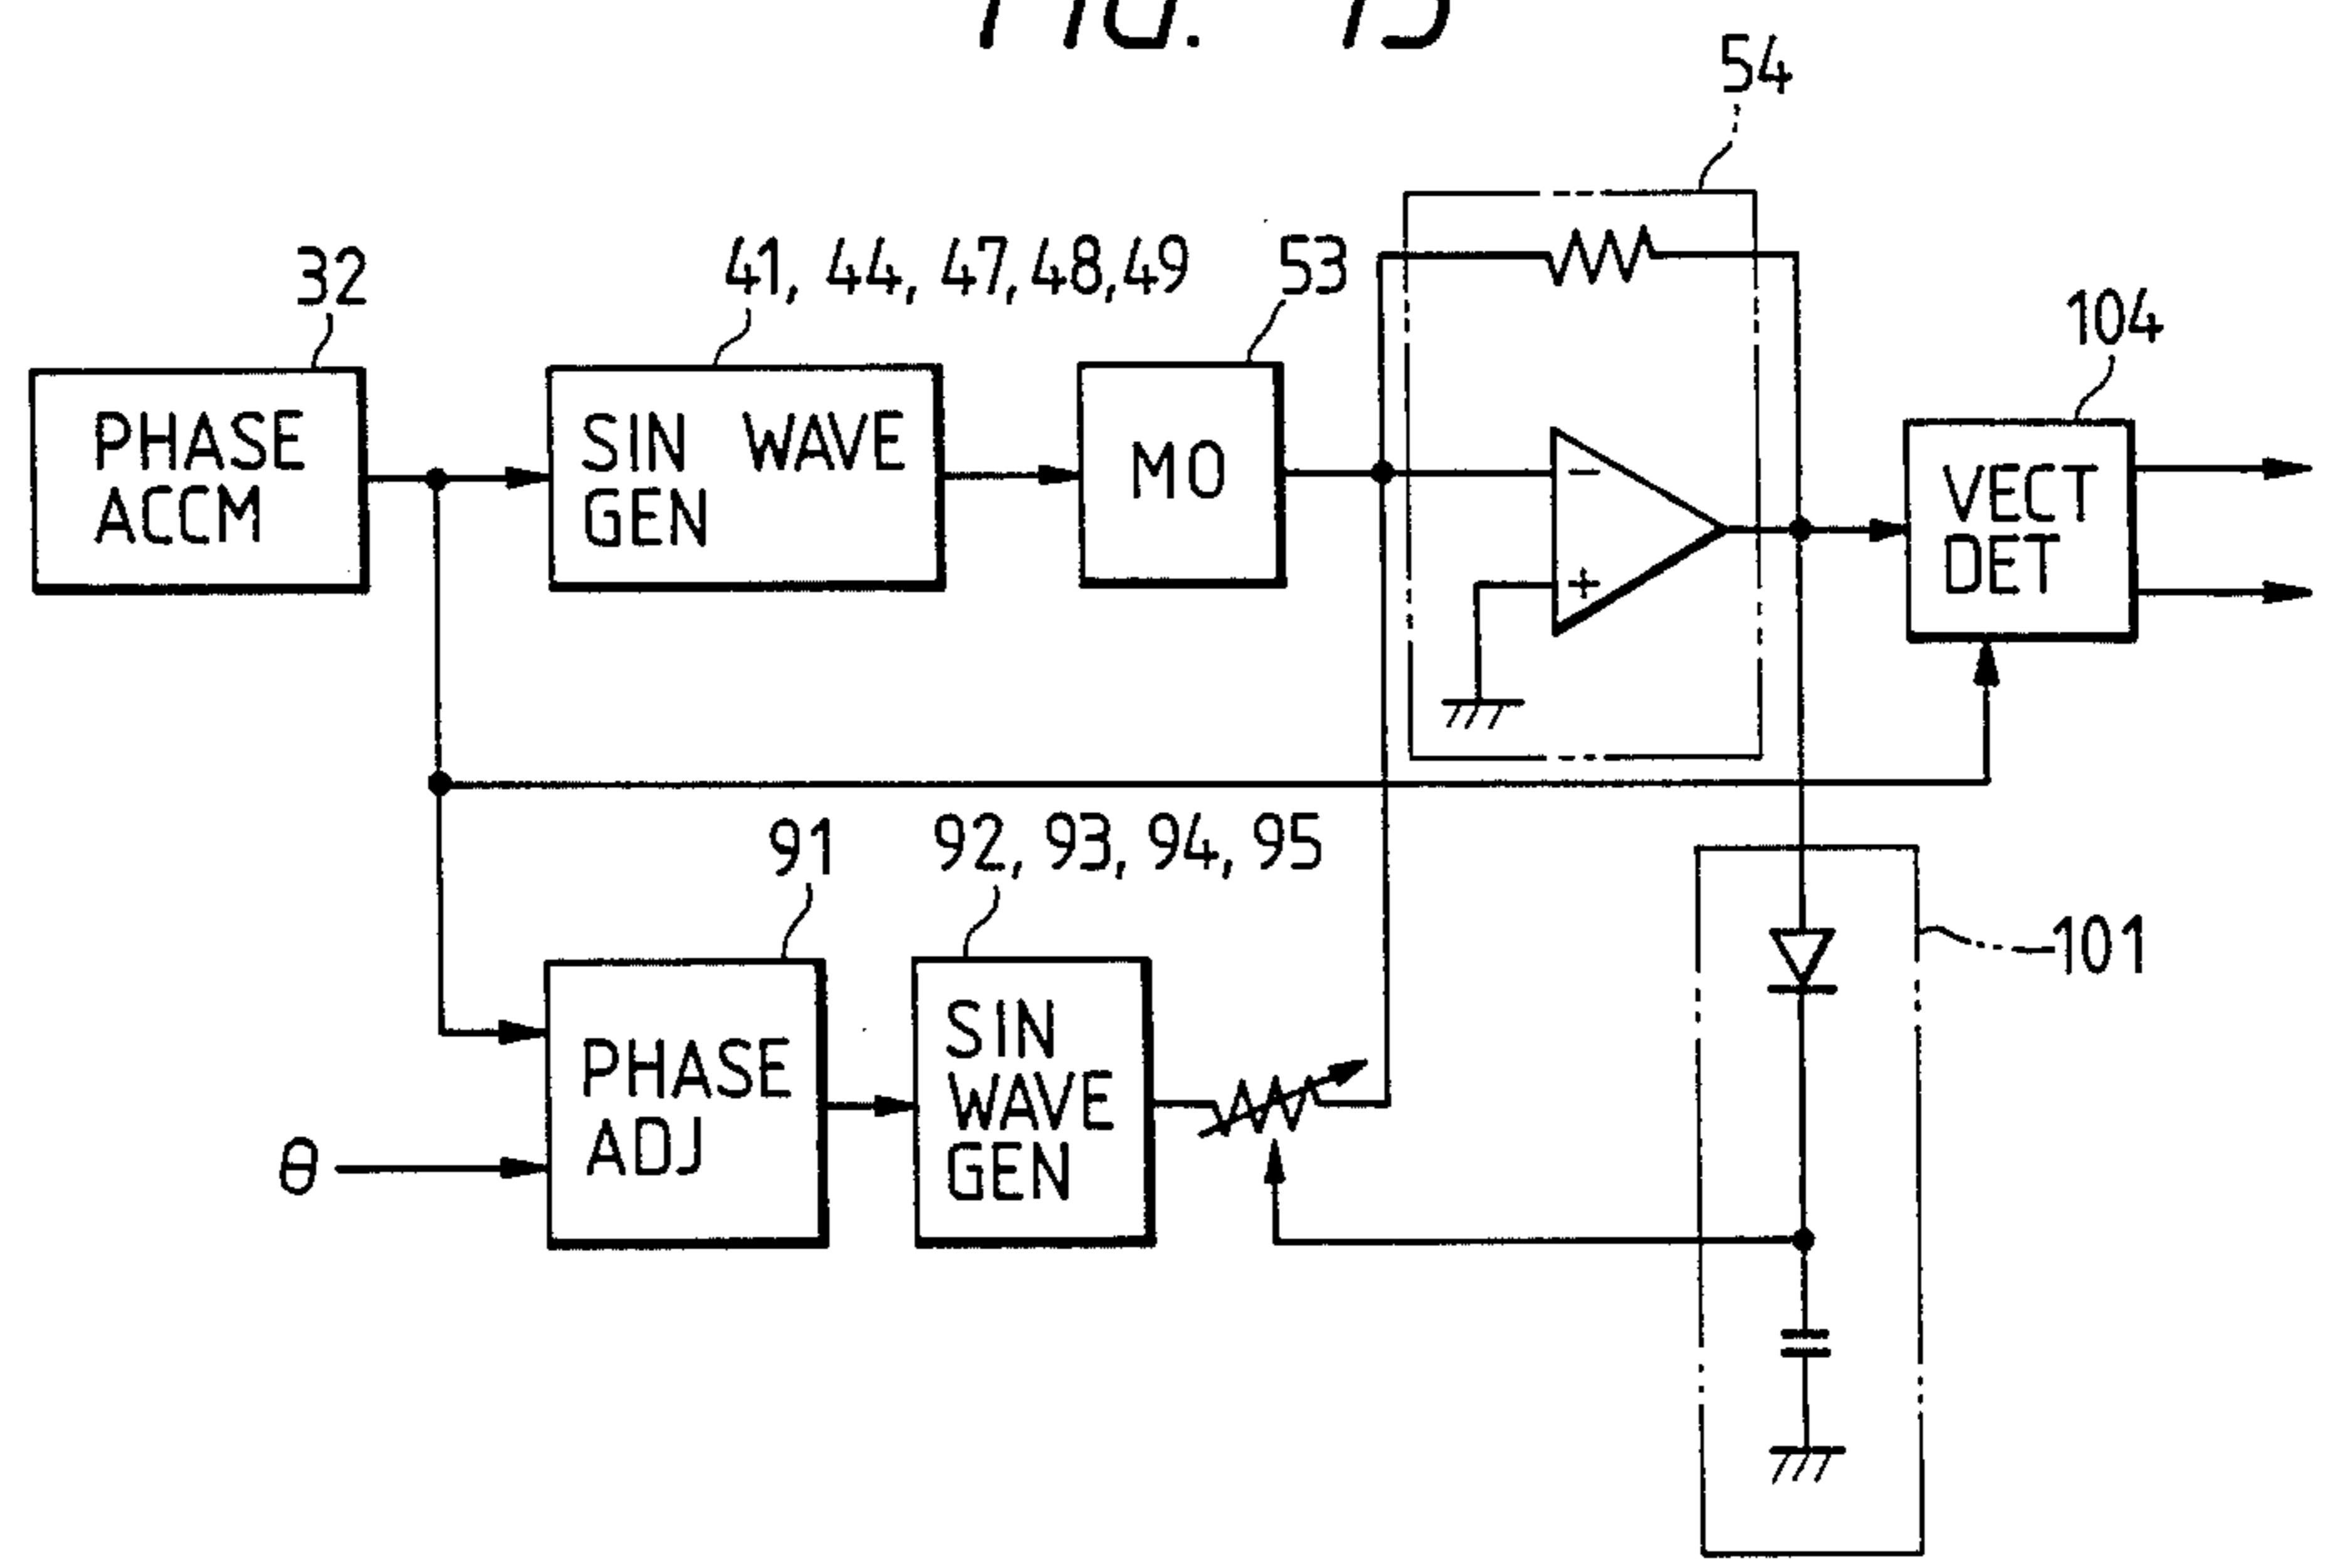 54
32
41, 44, 47, 48, 49
53
104
PHASE
ACCM
SIN WAVE
GEN
MO
−
+
VECT
DET
91
92, 93, 94, 95
101
PHASE
ADJ
SIN
WAVE
GEN
θ